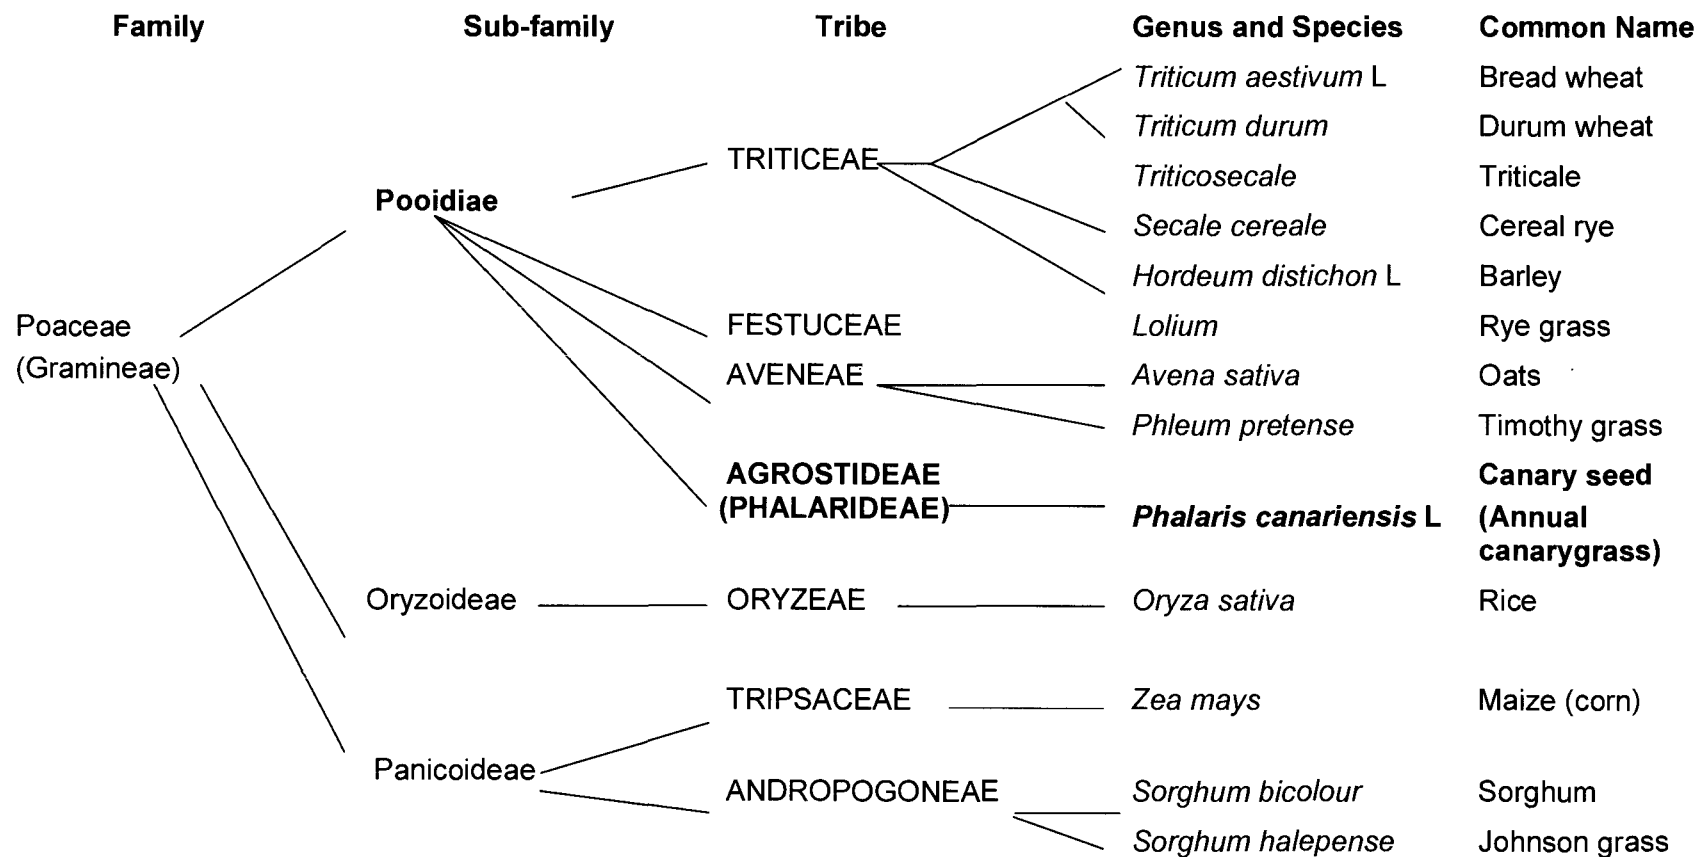 Family Sub-family Tribe Genus and Species Common Name
Triticum aestivum L Bread wheat
Triticum durum Durum wheat
TRITICEAE
Triticosecale Triticale
Pooidiae
Secale cereale Cereal rye
Hordeum distichon L Barley
Poaceae FESTUCEAE Lolium Rye grass
(Gramineae) AVENEAE Avena sativa Oats
Phleum pretense Timothy grass
AGROSTIDEAE Canary seed
(PHALARIDEAE) Phalaris canariensis L (Annual
canarygrass)
Oryzoideae ORYZEAE Oryza sativa Rice
TRIPSACEAE Zea mays Maize (corn)
Panicoideae
ANDROPOGONEAE Sorghum bicolour Sorghum
Sorghum halepense Johnson grass